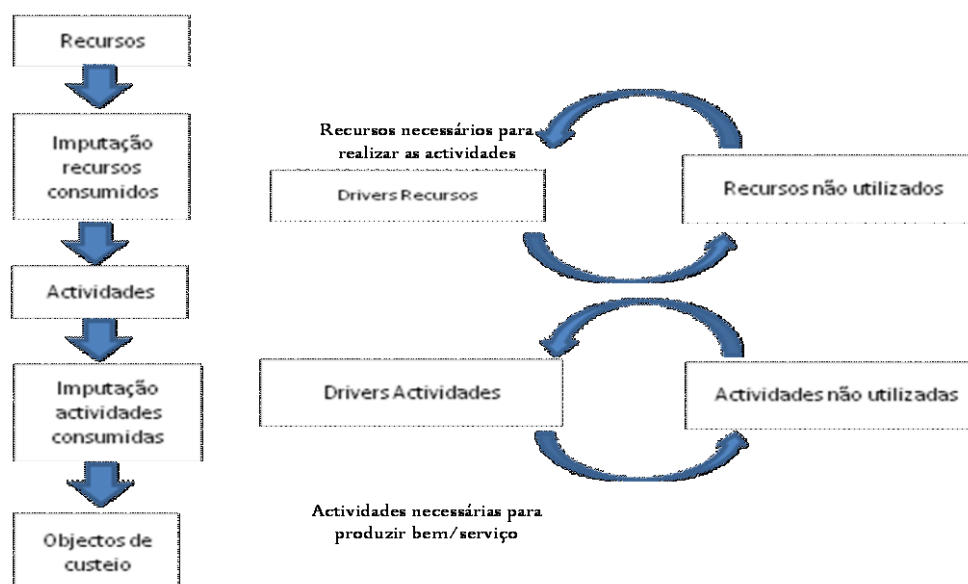 Recursos
Imputação
recursos
consumidos
Actividades
Imputação
actividades
consumidas
Objectos de
custeio
Recursos necessários para
realizar as actividades
Drivers Recursos
Recursos não utilizados
Drivers Actividades
Actividades não utilizadas
Actividades necessárias para
produzir bem/serviço